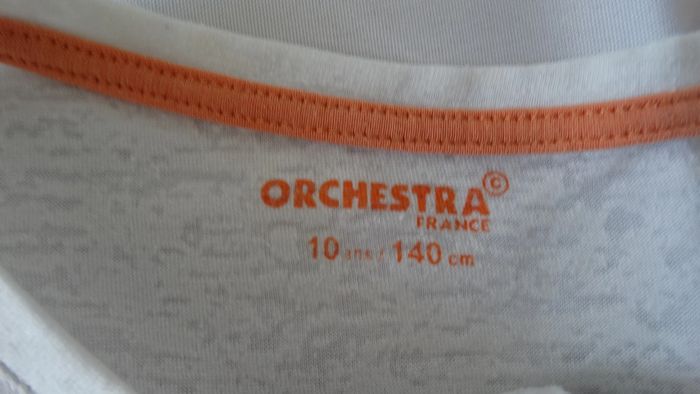 ORCHESTRA ©
FRANCE
10 ans / 140 cm